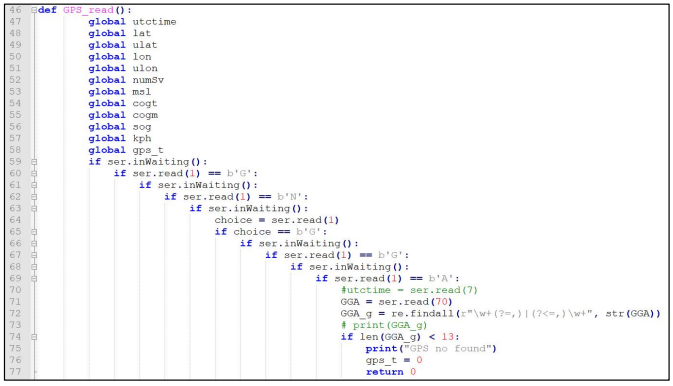 46 def GPS_read():
47 global utctime
48 global lat
49 global ulat
50 global lon
51 global ulon
52 global numSv
53 global msl
54 global cogt
55 global cogm
56 global sog
57 global kph
58 global gps_t
59 if ser.inWaiting():
60 if ser.read(1) == b'G':
61 if ser.inWaiting():
62 if ser.read(1) == b'N':
63 if ser.inWaiting():
64 choice = ser.read(1)
65 if choice == b'G':
66 if ser.inWaiting():
67 if ser.read(1) == b'G':
68 if ser.inWaiting():
69 if ser.read(1) == b'A':
70 #utctime = ser.read(7)
71 GGA = ser.read(70)
72 GGA_g = re.findall(r"\w+(?=,)|(?<=,)\w+", str(GGA))
73 # print(GGA_g)
74 if len(GGA_g) < 13:
75 print("GPS no found")
76 gps_t = 0
77 return 0